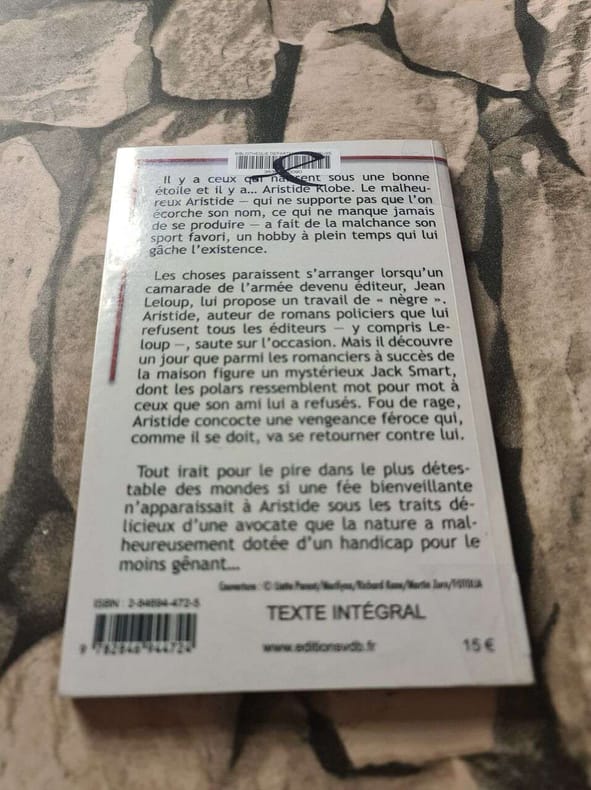 Il y a ceux qui naissent sous une bonne
étoile et il y a... Aristide Klobe. Le malheu-
reux Aristide — qui ne supporte pas que l'on
écorche son nom, ce qui ne manque jamais
de se produire — a fait de la malchance son
sport favori, un hobby à plein temps qui lui
gâche l'existence.
Les choses paraissent s'arranger lorsqu'un
camarade de l'armée devenu éditeur, Jean
Leloup, lui propose un travail de « nègre ».
Aristide, auteur de romans policiers que lui
refusent tous les éditeurs — y compris Le-
loup —, saute sur l'occasion. Mais il découvre
un jour que parmi les romanciers à succès de
la maison figure un mystérieux Jack Smart,
dont les polars ressemblent mot pour mot à
ceux que son ami lui a refusés. Fou de rage,
Aristide concocte une vengeance féroce qui,
comme il se doit, va se retourner contre lui.
Tout irait pour le pire dans le plus détes-
table des mondes si une fée bienveillante
n'apparaissait à Aristide sous les traits dé-
licieux d'une avocate que la nature a mal-
heureusement dotée d'un handicap pour le
moins gênant...
Couverture : ©
ISBN : 2-84694-472-5
TEXTE INTÉGRAL
9 782846 944724
www.editionsvdb.fr
15 €